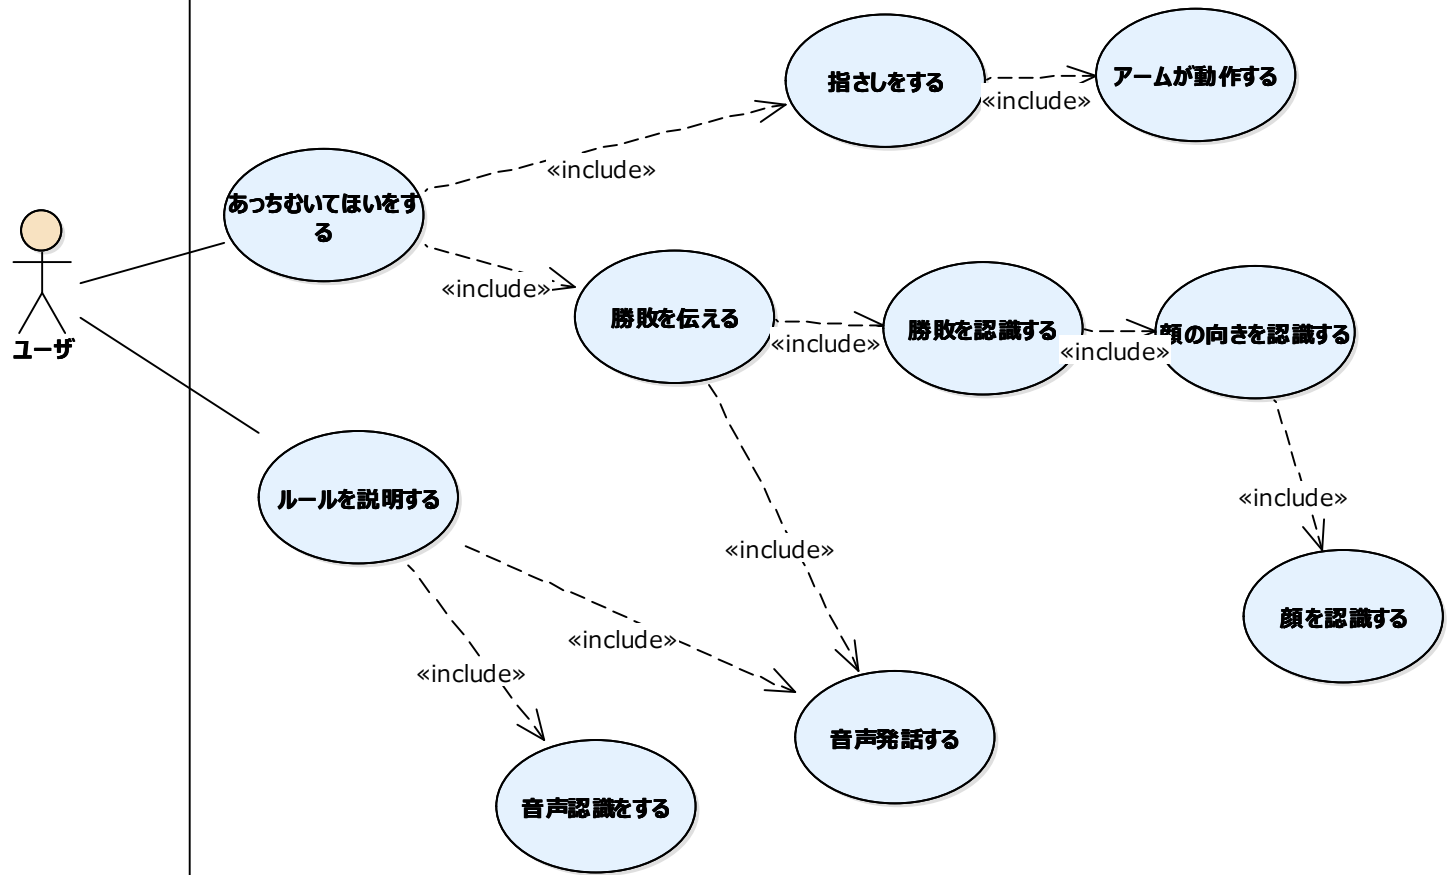 指さしをする
アームが動作する
«include»
«include»
あっちむいてほいをす
る
«include»
勝敗を伝える
«include»
勝敗を認識する
«include»
顔の向きを認識する
ユーザ
ルールを説明する
«include»
«include»
«include»
«include»
顔を認識する
音声発話する
音声認識をする